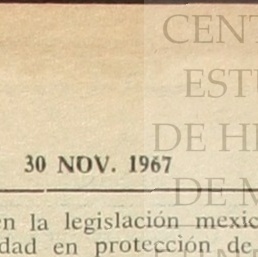 CENT
ESTU
DE HI
30 NOV. 1967
DE M
en la legislación mexic
dad en protección de